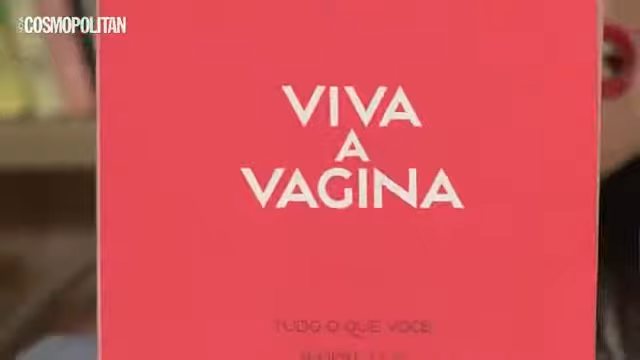 COSMOPOLITAN
VIVA
A
VAGINA
TUDO O QUE VOCÊ